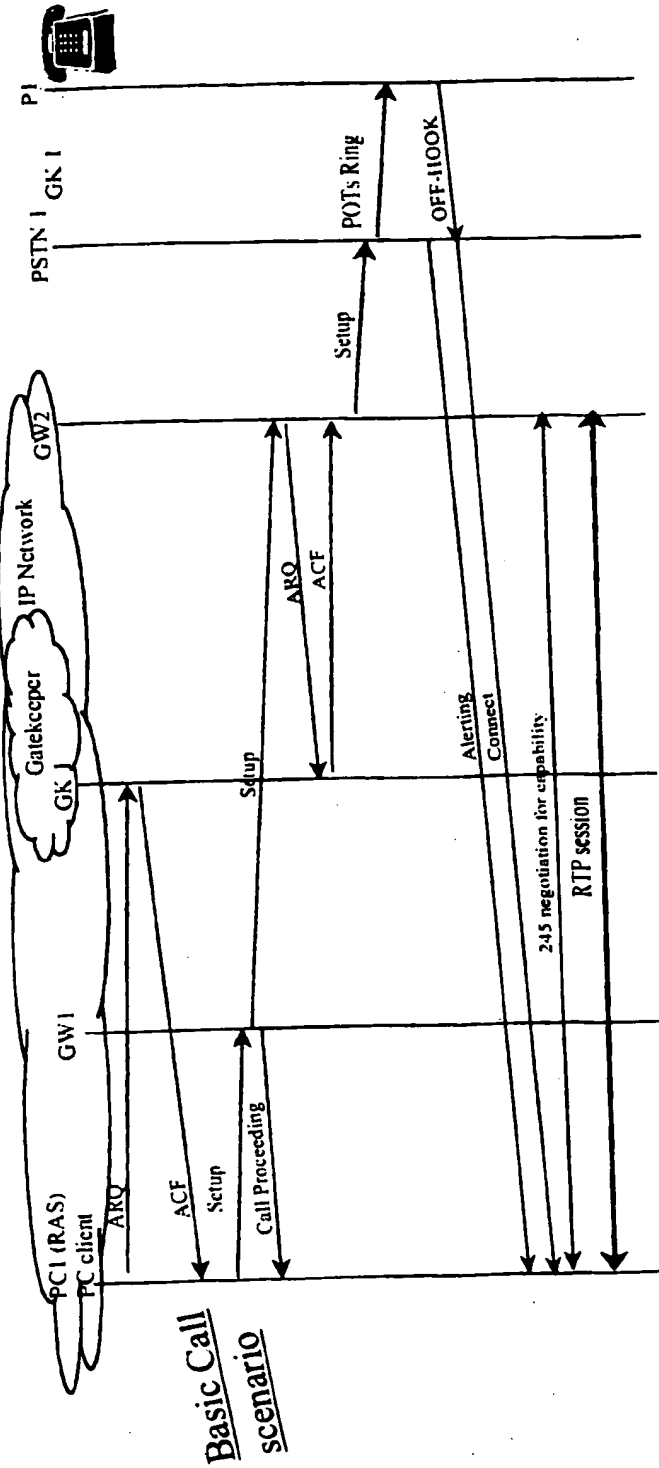 Basic Call
scenario
PC1 (RAS)
PC client
GW1
GK
Gatekeeper
IP Network
GW2
PSTN 1
GK 1
P1
ARQ
ACF
Setup
Call Proceeding
Setup
ARQ
ACF
Setup
POTs Ring
OFF-HOOK
Alerting
Connect
245 negotiation for capability
RTP session